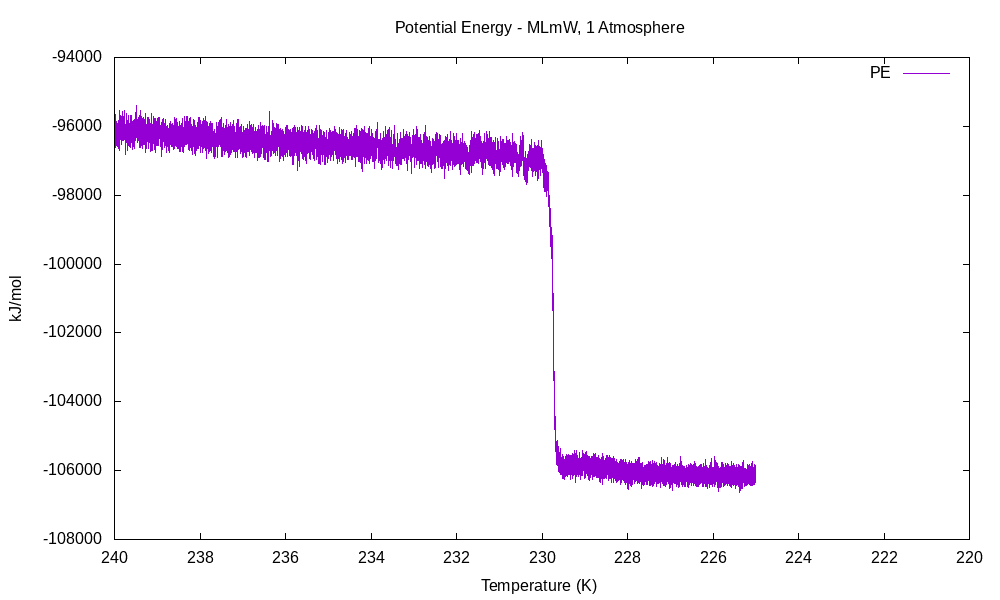 Potential Energy - MLmW, 1 Atmosphere
-94000
PE
-96000
-98000
-100000
kJ/mol
-102000
-104000
-106000
-108000
240 238 236 234 232 230 228 226 224 222 220
Temperature (K)